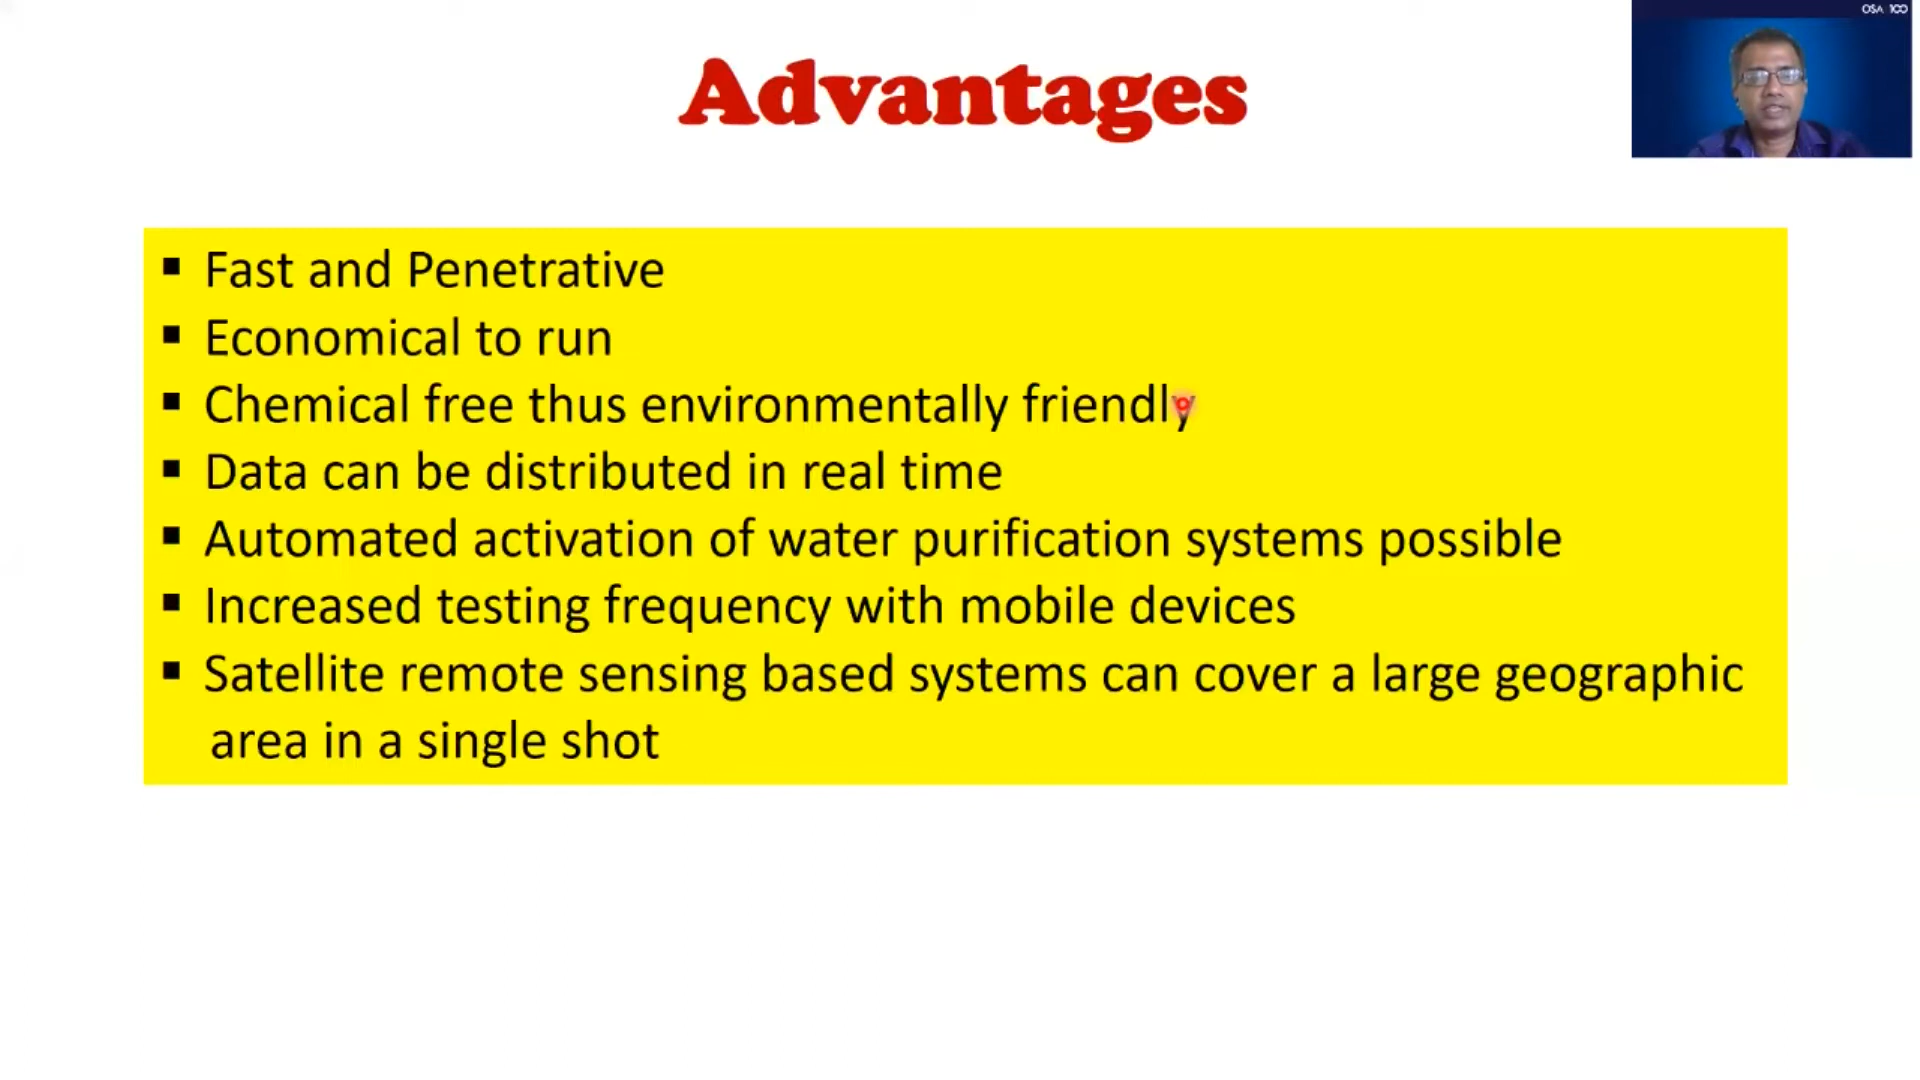 OSA 100
Advantages
▪ Fast and Penetrative
▪ Economical to run
▪ Chemical free thus environmentally friendly
▪ Data can be distributed in real time
▪ Automated activation of water purification systems possible
▪ Increased testing frequency with mobile devices
▪ Satellite remote sensing based systems can cover a large geographic
area in a single shot